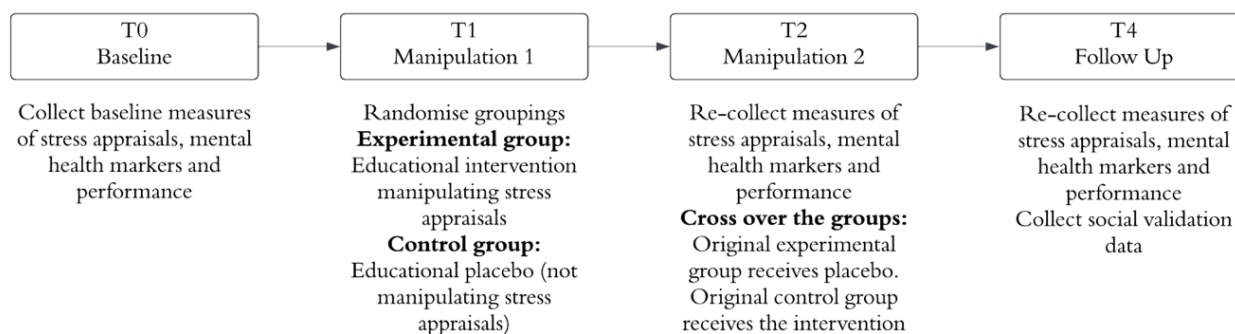 T0
Baseline
T1
Manipulation 1
T2
Manipulation 2
T4
Follow Up
Collect baseline measures
of stress appraisals, mental
health markers and
performance
Randomise groupings
Experimental group:
Educational intervention
manipulating stress
appraisals
Control group:
Educational placebo (not
manipulating stress
appraisals)
Re-collect measures of
stress appraisals, mental
health markers and
performance
Cross over the groups:
Original experimental
group receives placebo.
Original control group
receives the intervention
Re-collect measures of
stress appraisals, mental
health markers and
performance
Collect social validation
data